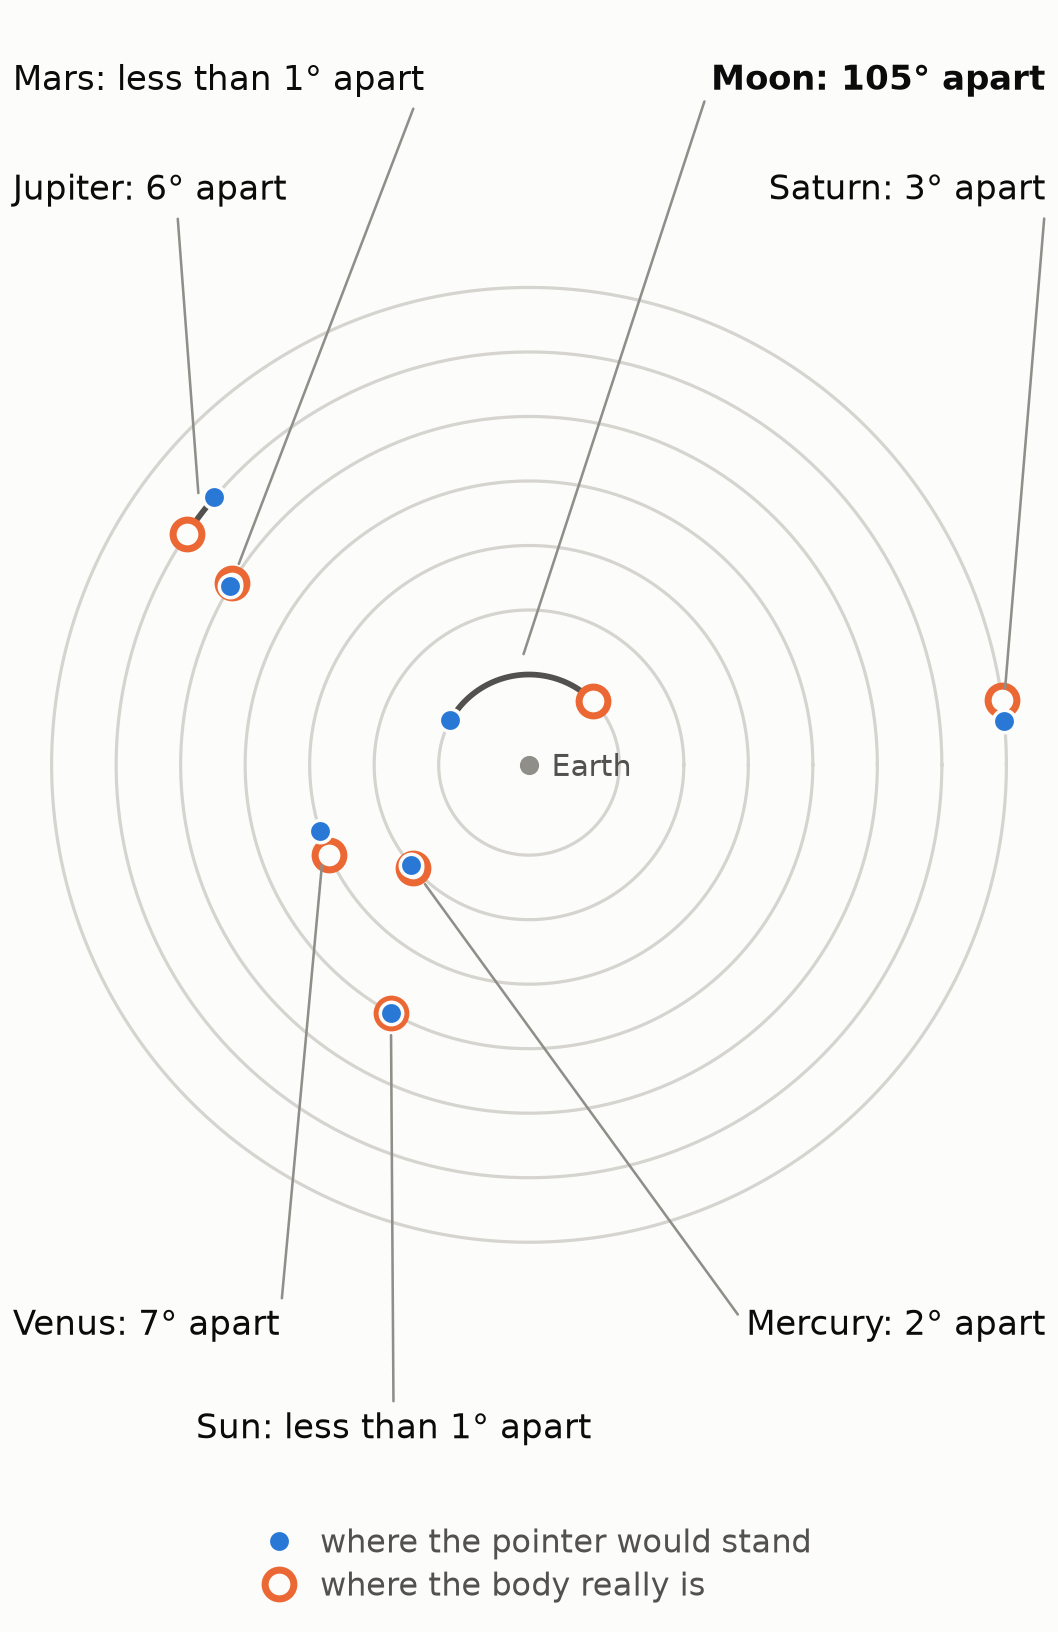 Mars: less than 1° apart
Moon: 105° apart
Jupiter: 6° apart
Saturn: 3° apart
Earth
Venus: 7° apart
Mercury: 2° apart
Sun: less than 1° apart
where the pointer would stand
where the body really is